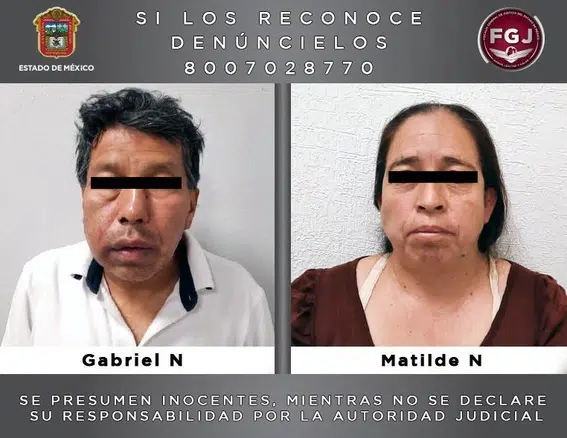 SI LOS RECONOCE
DENÚNCIELOS
8007028770
ESTADO DE MÉXICO
FGJ
Gabriel N
Matilde N
SE PRESUMEN INOCENTES, MIENTRAS NO SE DECLARE
SU RESPONSABILIDAD POR LA AUTORIDAD JUDICIAL